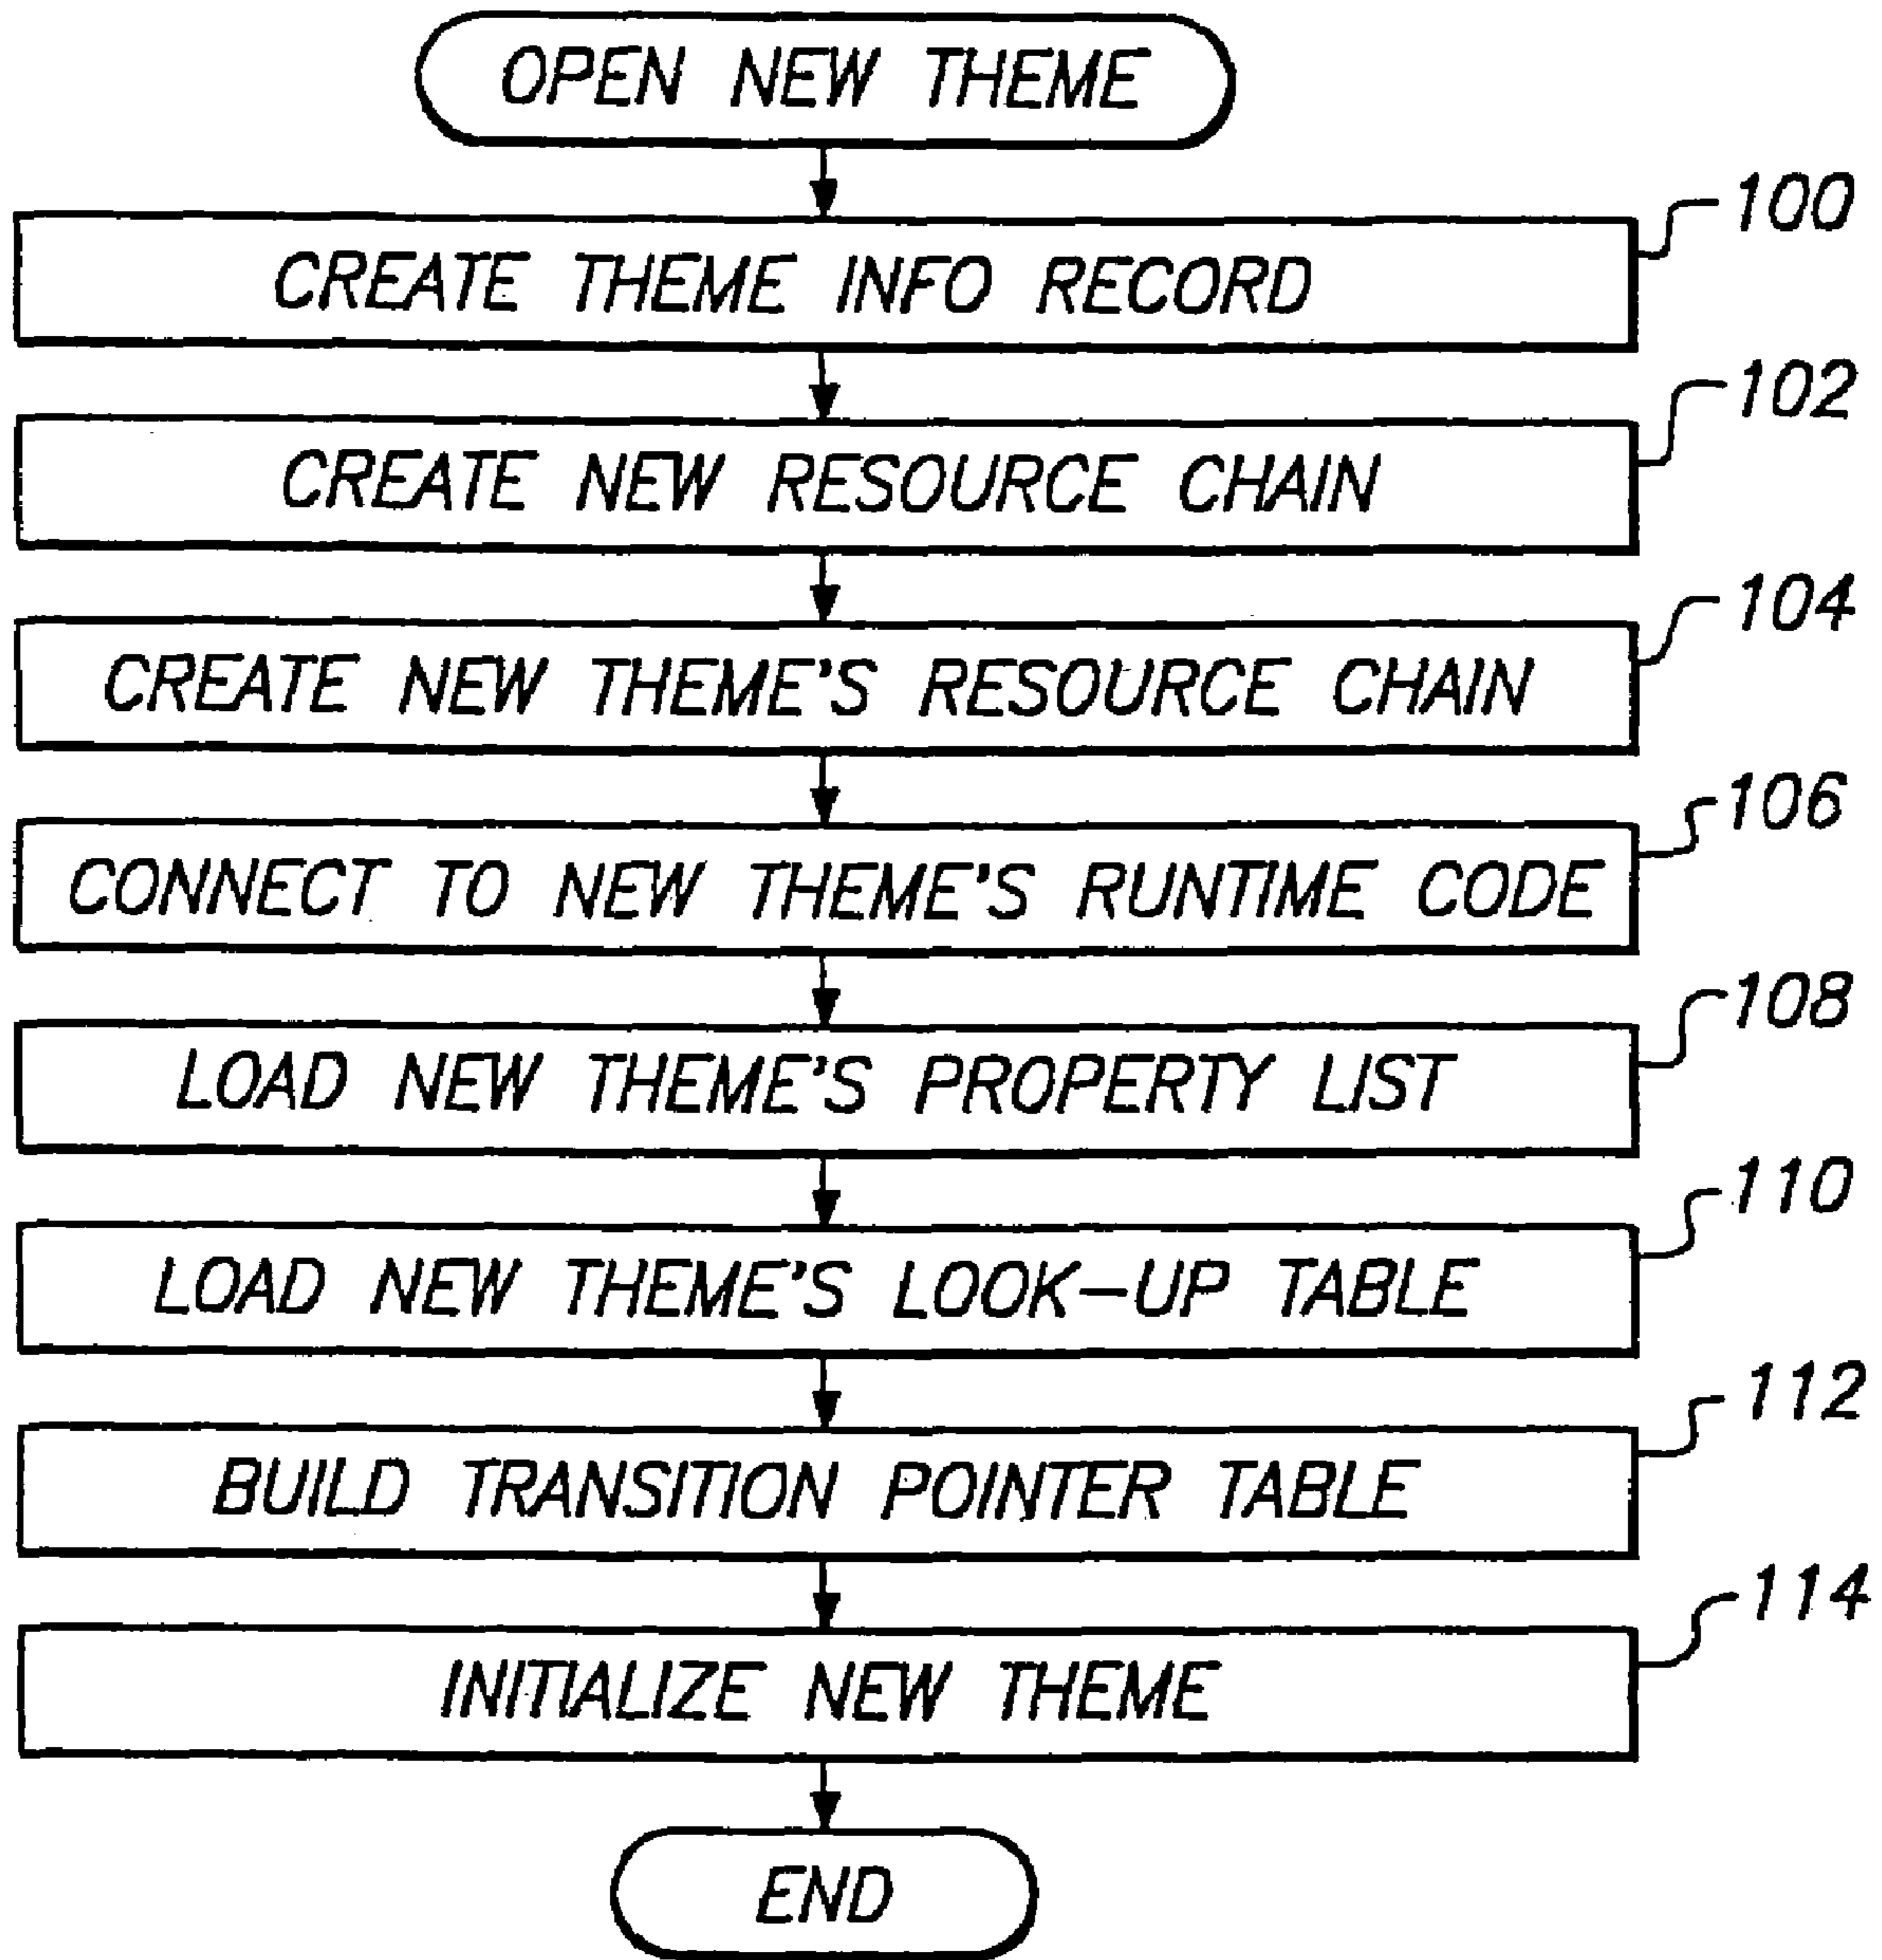 OPEN NEW THEME
100
CREATE THEME INFO RECORD
102
CREATE NEW RESOURCE CHAIN
104
CREATE NEW THEME'S RESOURCE CHAIN
106
CONNECT TO NEW THEME'S RUNTIME CODE
108
LOAD NEW THEME'S PROPERTY LIST
110
LOAD NEW THEME'S LOOK-UP TABLE
112
BUILD TRANSITION POINTER TABLE
114
INITIALIZE NEW THEME
END